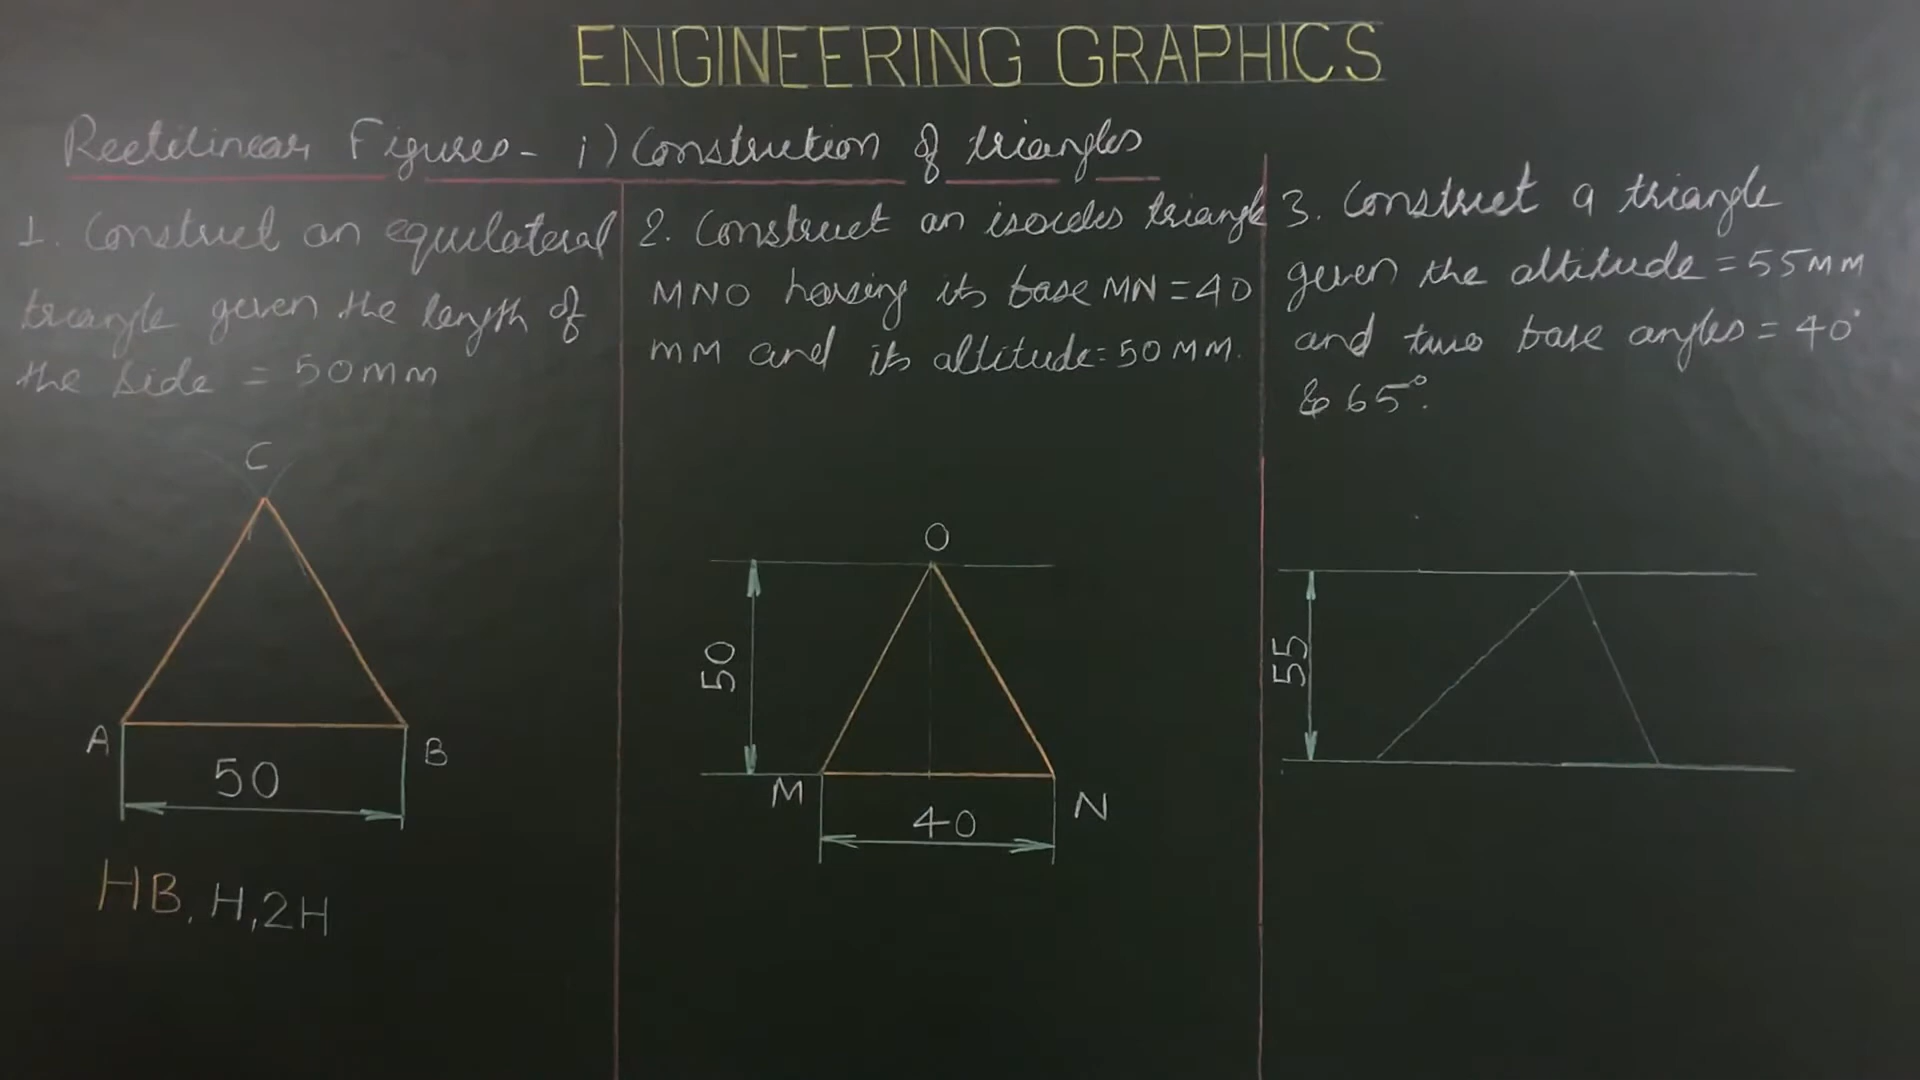 ENGINEERING GRAPHICS
Rectilinear Figures - i) Construction of triangles
1. Construct an equilateral
triangle given the length of
the side = 50mm
C
A
B
50
HB, H, 2H
2. Construct an isoceles triangle
MNO having its base MN = 40
mm and its altitude = 50 mm.
O
50
M
N
40
3. Construct a triangle
given the altitude = 55mm
and two base angles = 40°
& 65°.
55